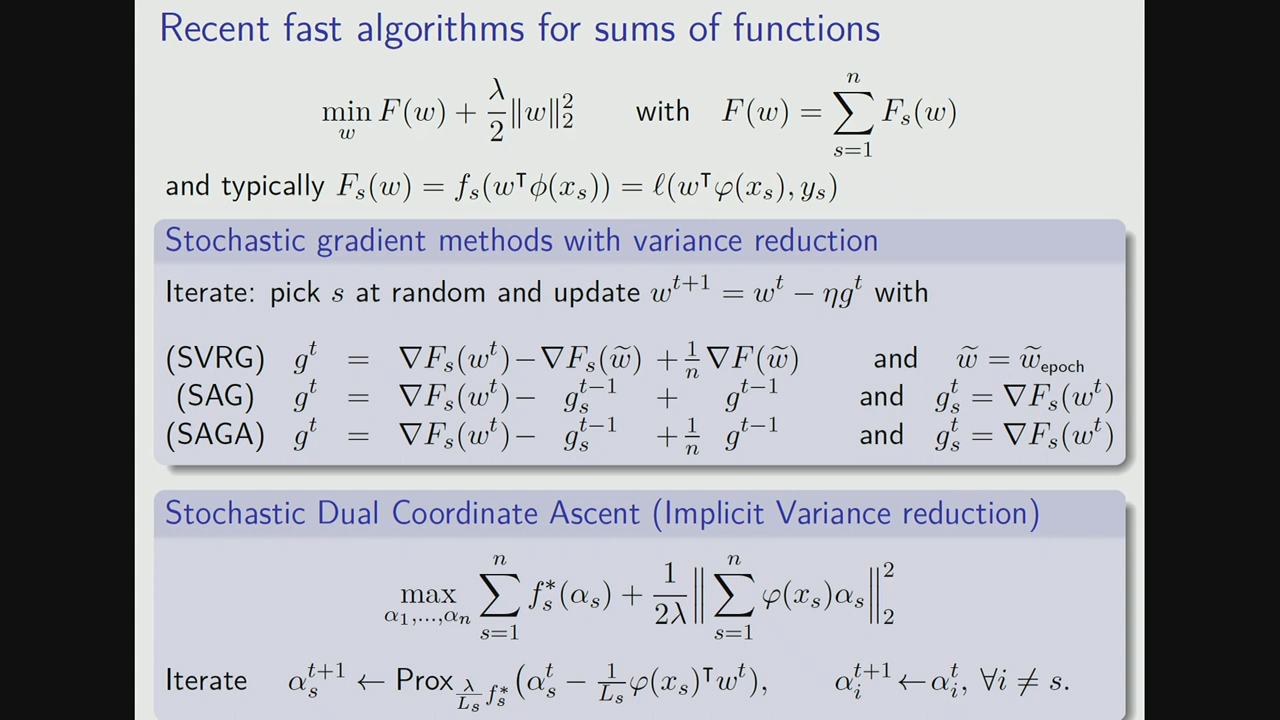 Recent fast algorithms for sums of functions
min_w F(w) + λ/2 ‖w‖₂² with F(w) = ∑_{s=1}^{n} F_s(w)
and typically F_s(w) = f_s(w^⊤ϕ(x_s)) = ℓ(w^⊤φ(x_s), y_s)
Stochastic gradient methods with variance reduction
Iterate: pick s at random and update w^{t+1} = w^t − ηg^t with
(SVRG) g^t = ∇F_s(w^t) − ∇F_s(w̃) + 1/n ∇F(w̃) and w̃ = w̃_epoch
(SAG) g^t = ∇F_s(w^t) − g_s^{t−1} + g^{t−1} and g_s^t = ∇F_s(w^t)
(SAGA) g^t = ∇F_s(w^t) − g_s^{t−1} + 1/n g^{t−1} and g_s^t = ∇F_s(w^t)
Stochastic Dual Coordinate Ascent (Implicit Variance reduction)
max_{α_1,...,α_n} ∑_{s=1}^{n} f_s^*(α_s) + 1/2λ ‖∑_{s=1}^{n} φ(x_s)α_s‖₂²
Iterate α_s^{t+1} ← Prox_{λ/L_s f_s^*}(α_s^t − 1/L_s φ(x_s)^⊤w^t), α_i^{t+1} ← α_i^t, ∀i ≠ s.